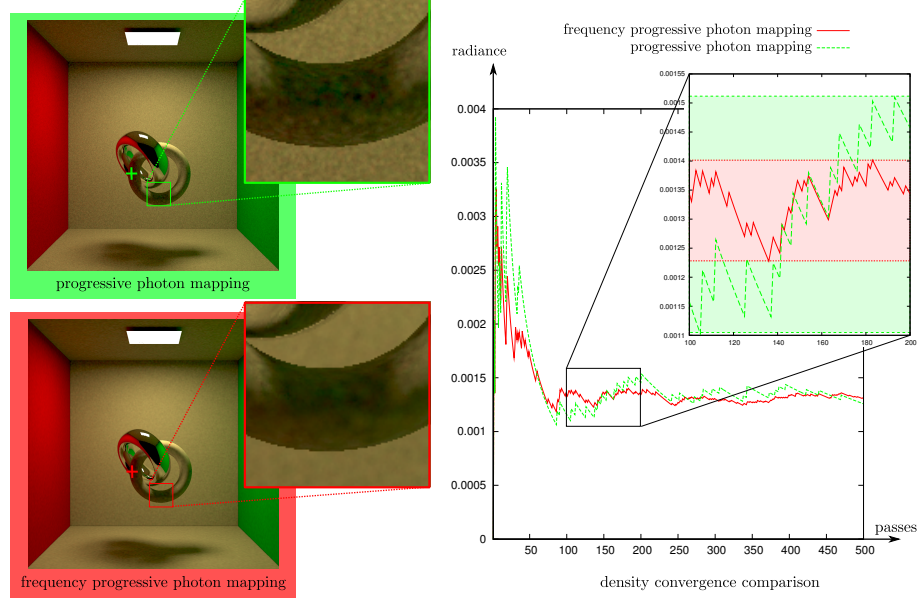 progressive photon mapping
frequency progressive photon mapping
frequency progressive photon mapping
progressive photon mapping
radiance
0.004
0.0035
0.003
0.0025
0.002
0.0015
0.001
0.0005
0
50 100 150 200 250 300 350 400 450 500
passes
0.00155
0.0015
0.00145
0.0014
0.00135
0.0013
0.00125
0.0012
0.00115
0.0011
100 120 140 160 180 200
density convergence comparison